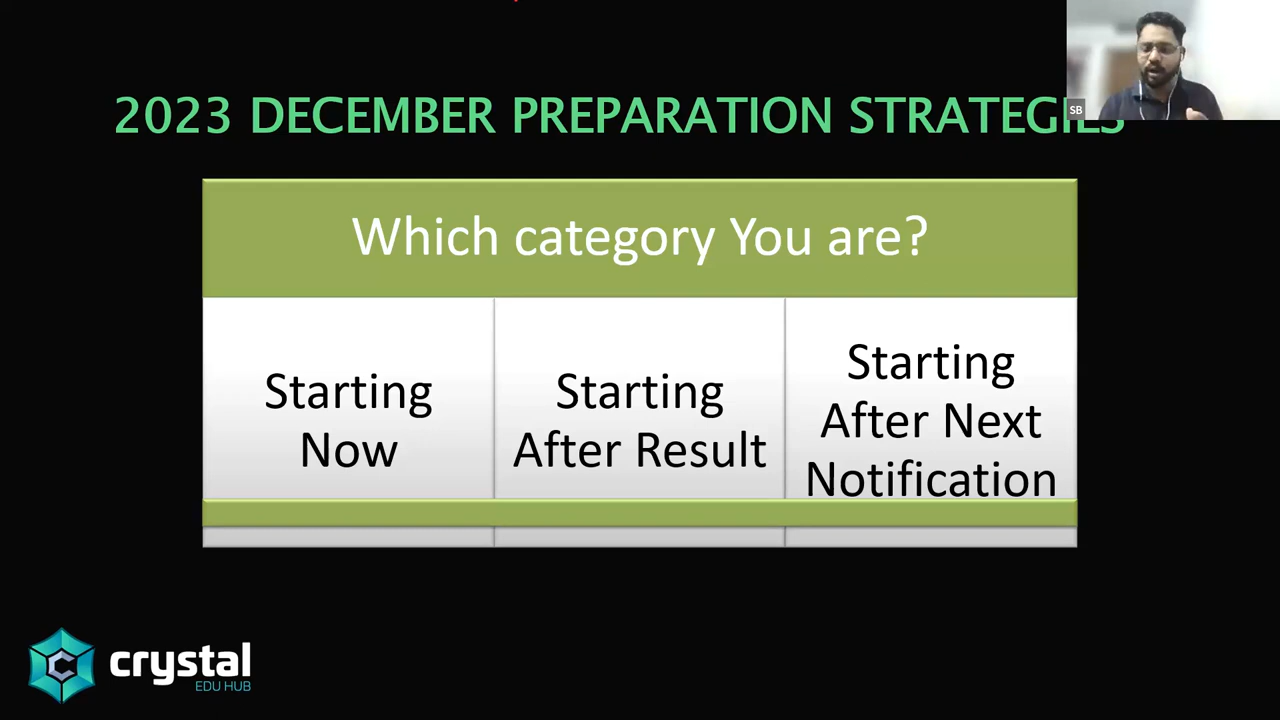 2023 DECEMBER PREPARATION STRATEGIES
SB
Which category You are?
Starting
Now
Starting
After Result
Starting
After Next
Notification
crystal
EDU HUB